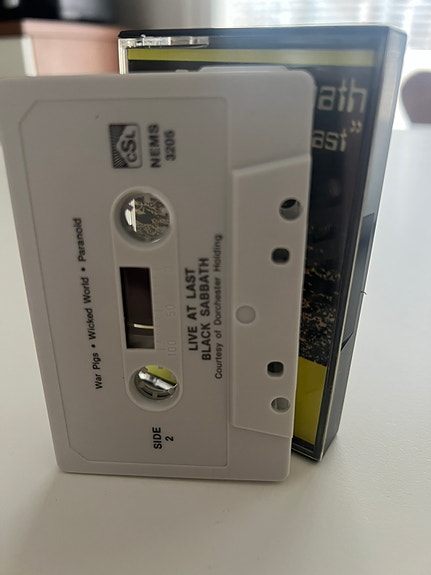 CSL
NEMS
3205
War Pigs • Wicked World • Paranoid
50
100
LIVE AT LAST
BLACK SABBATH
Courtesy of Dorchester Holding
SIDE
2
ath
ast"